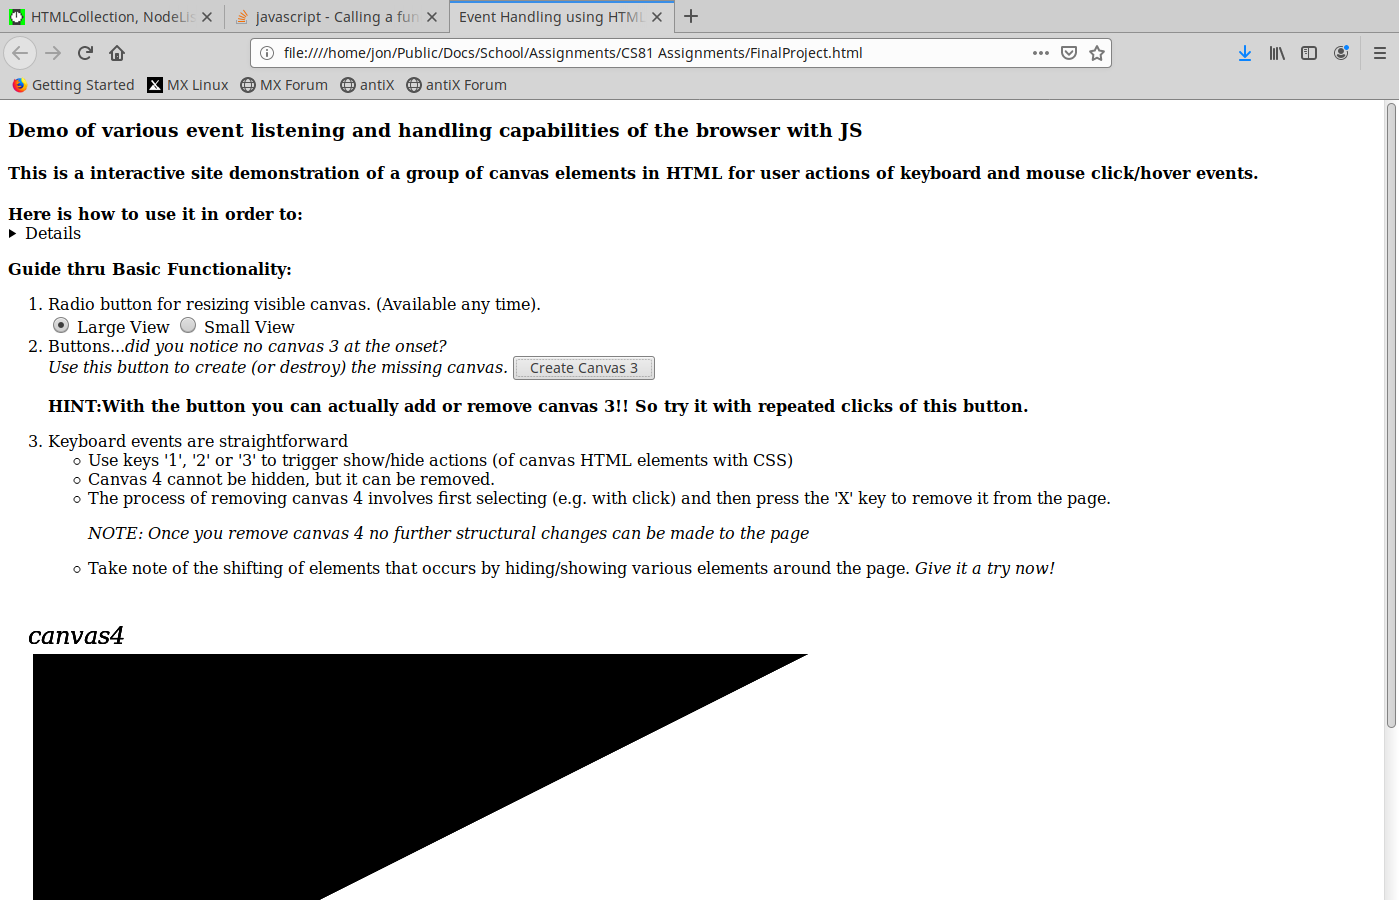 HTMLCollection, NodeLis
javascript - Calling a fun
Event Handling using HTML
file:////home/jon/Public/Docs/School/Assignments/CS81 Assignments/FinalProject.html
Getting Started
MX Linux
MX Forum
antiX
antiX Forum
Demo of various event listening and handling capabilities of the browser with JS
This is a interactive site demonstration of a group of canvas elements in HTML for user actions of keyboard and mouse click/hover events.
Here is how to use it in order to:
Details
Guide thru Basic Functionality:
1. Radio button for resizing visible canvas. (Available any time).
Large View Small View
2. Buttons...did you notice no canvas 3 at the onset?
Use this button to create (or destroy) the missing canvas. Create Canvas 3
HINT:With the button you can actually add or remove canvas 3!! So try it with repeated clicks of this button.
3. Keyboard events are straightforward
Use keys '1', '2' or '3' to trigger show/hide actions (of canvas HTML elements with CSS)
Canvas 4 cannot be hidden, but it can be removed.
The process of removing canvas 4 involves first selecting (e.g. with click) and then press the 'X' key to remove it from the page.
NOTE: Once you remove canvas 4 no further structural changes can be made to the page
Take note of the shifting of elements that occurs by hiding/showing various elements around the page. Give it a try now!
canvas4